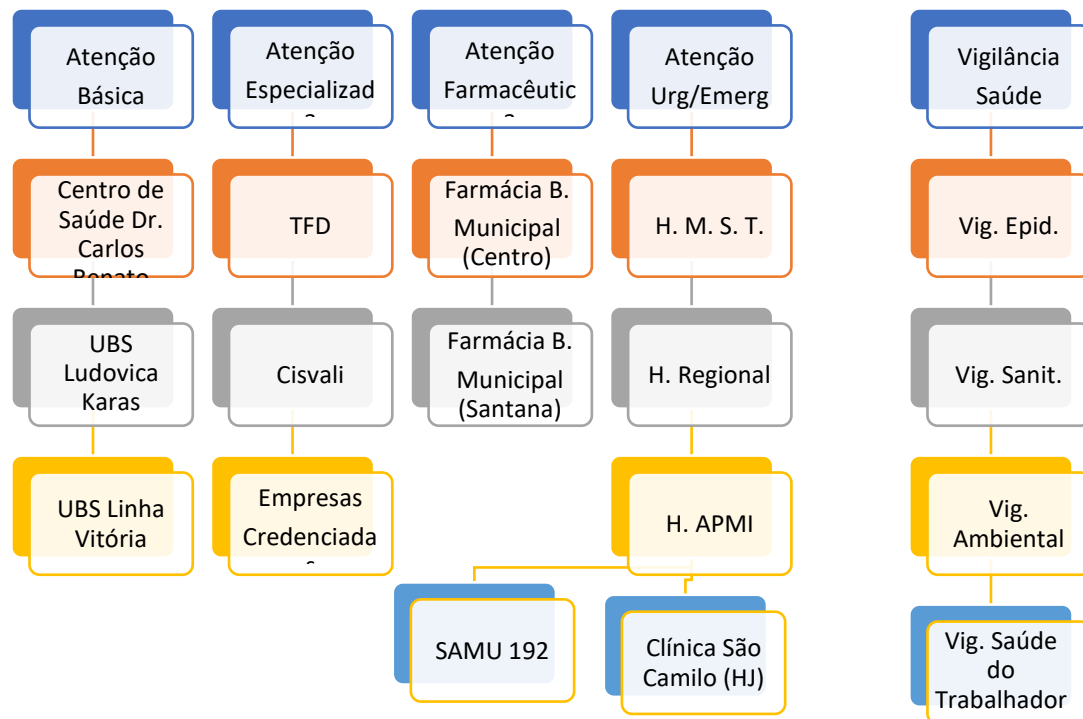 Atenção
Básica
Atenção
Especializad
Atenção
Farmacêutic
Atenção
Urg/Emerg
Vigilância
Saúde
Centro de
Saúde Dr.
Carlos
Renato
TFD
Farmácia B.
Municipal
(Centro)
H. M. S. T.
Vig. Epid.
UBS
Ludovica
Karas
Cisvali
Farmácia B.
Municipal
(Santana)
H. Regional
Vig. Sanit.
UBS Linha
Vitória
Empresas
Credenciada
H. APMI
Vig.
Ambiental
SAMU 192
Clínica São
Camilo (HJ)
Vig. Saúde
do
Trabalhador